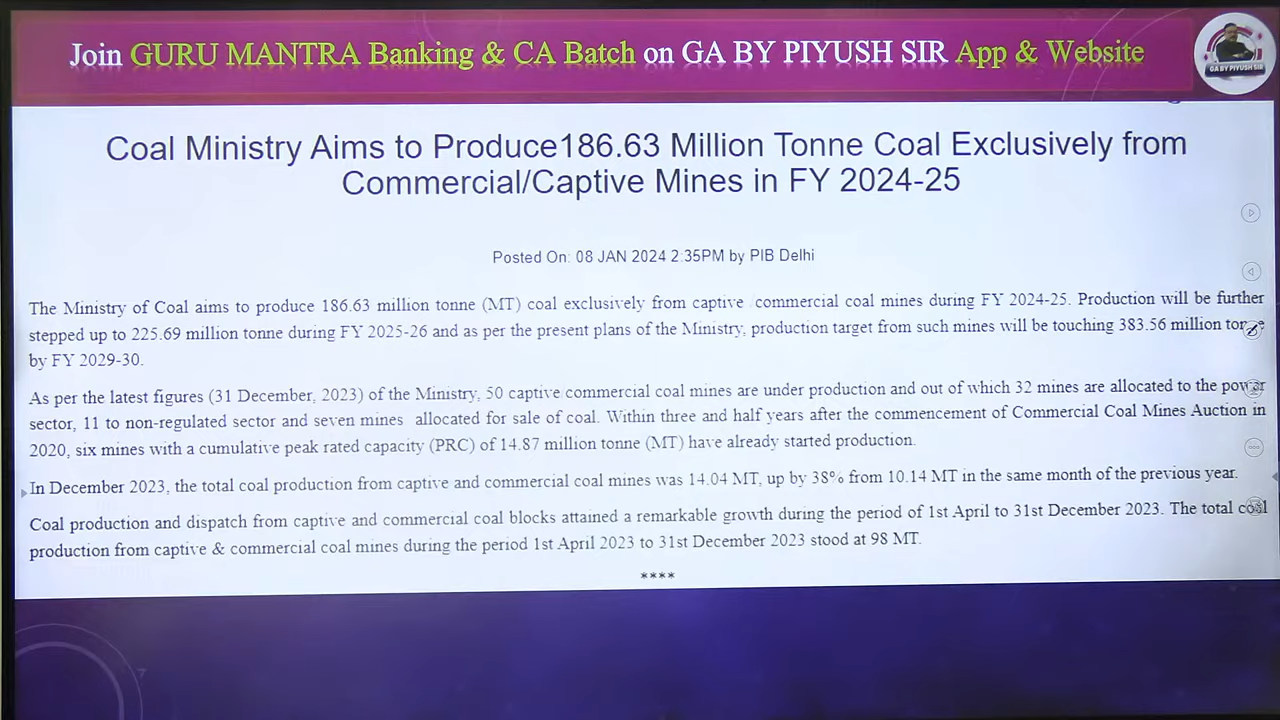 Join GURU MANTRA Banking & CA Batch on GA BY PIYUSH SIR App & Website
GA BY PIYUSH SIR
Coal Ministry Aims to Produce186.63 Million Tonne Coal Exclusively from
Commercial/Captive Mines in FY 2024-25
Posted On: 08 JAN 2024 2:35PM by PIB Delhi
The Ministry of Coal aims to produce 186.63 million tonne (MT) coal exclusively from captive commercial coal mines during FY 2024-25. Production will be further
stepped up to 225.69 million tonne during FY 2025-26 and as per the present plans of the Ministry, production target from such mines will be touching 383.56 million tonne
by FY 2029-30.
As per the latest figures (31 December, 2023) of the Ministry, 50 captive commercial coal mines are under production and out of which 32 mines are allocated to the power
sector, 11 to non-regulated sector and seven mines allocated for sale of coal. Within three and half years after the commencement of Commercial Coal Mines Auction in
2020, six mines with a cumulative peak rated capacity (PRC) of 14.87 million tonne (MT) have already started production.
In December 2023, the total coal production from captive and commercial coal mines was 14.04 MT, up by 38% from 10.14 MT in the same month of the previous year.
Coal production and dispatch from captive and commercial coal blocks attained a remarkable growth during the period of 1st April to 31st December 2023. The total coal
production from captive & commercial coal mines during the period 1st April 2023 to 31st December 2023 stood at 98 MT.
****
7